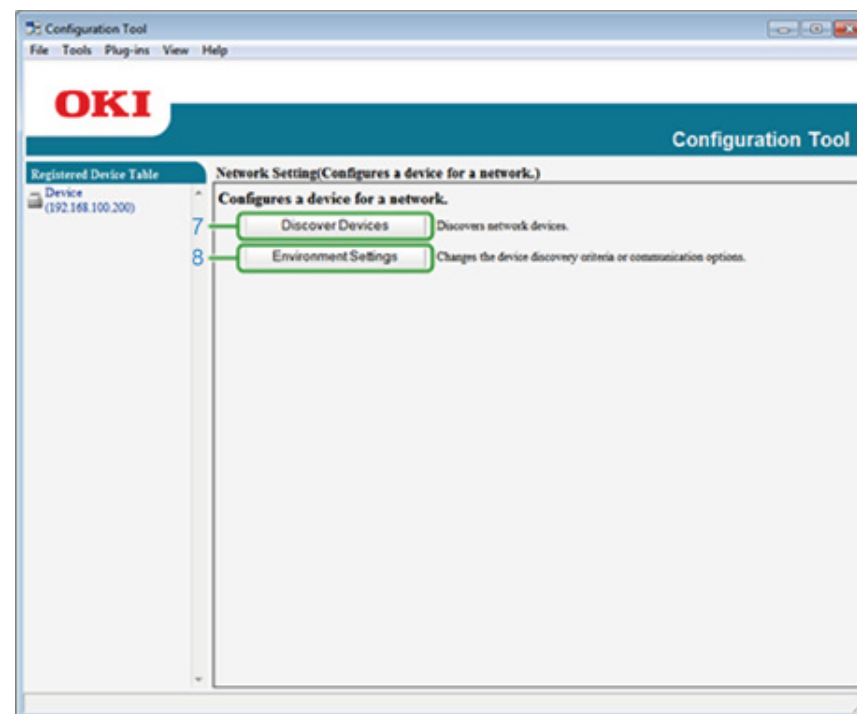 Configuration Tool
File Tools Plug-ins View Help
OKI
Configuration Tool
Registered Device Table
Device
(192.168.100.200)
Network Setting(Configures a device for a network.)
Configures a device for a network.
7 Discover Devices Discovers network devices.
8 Environment Settings Changes the device discovery criteria or communication options.